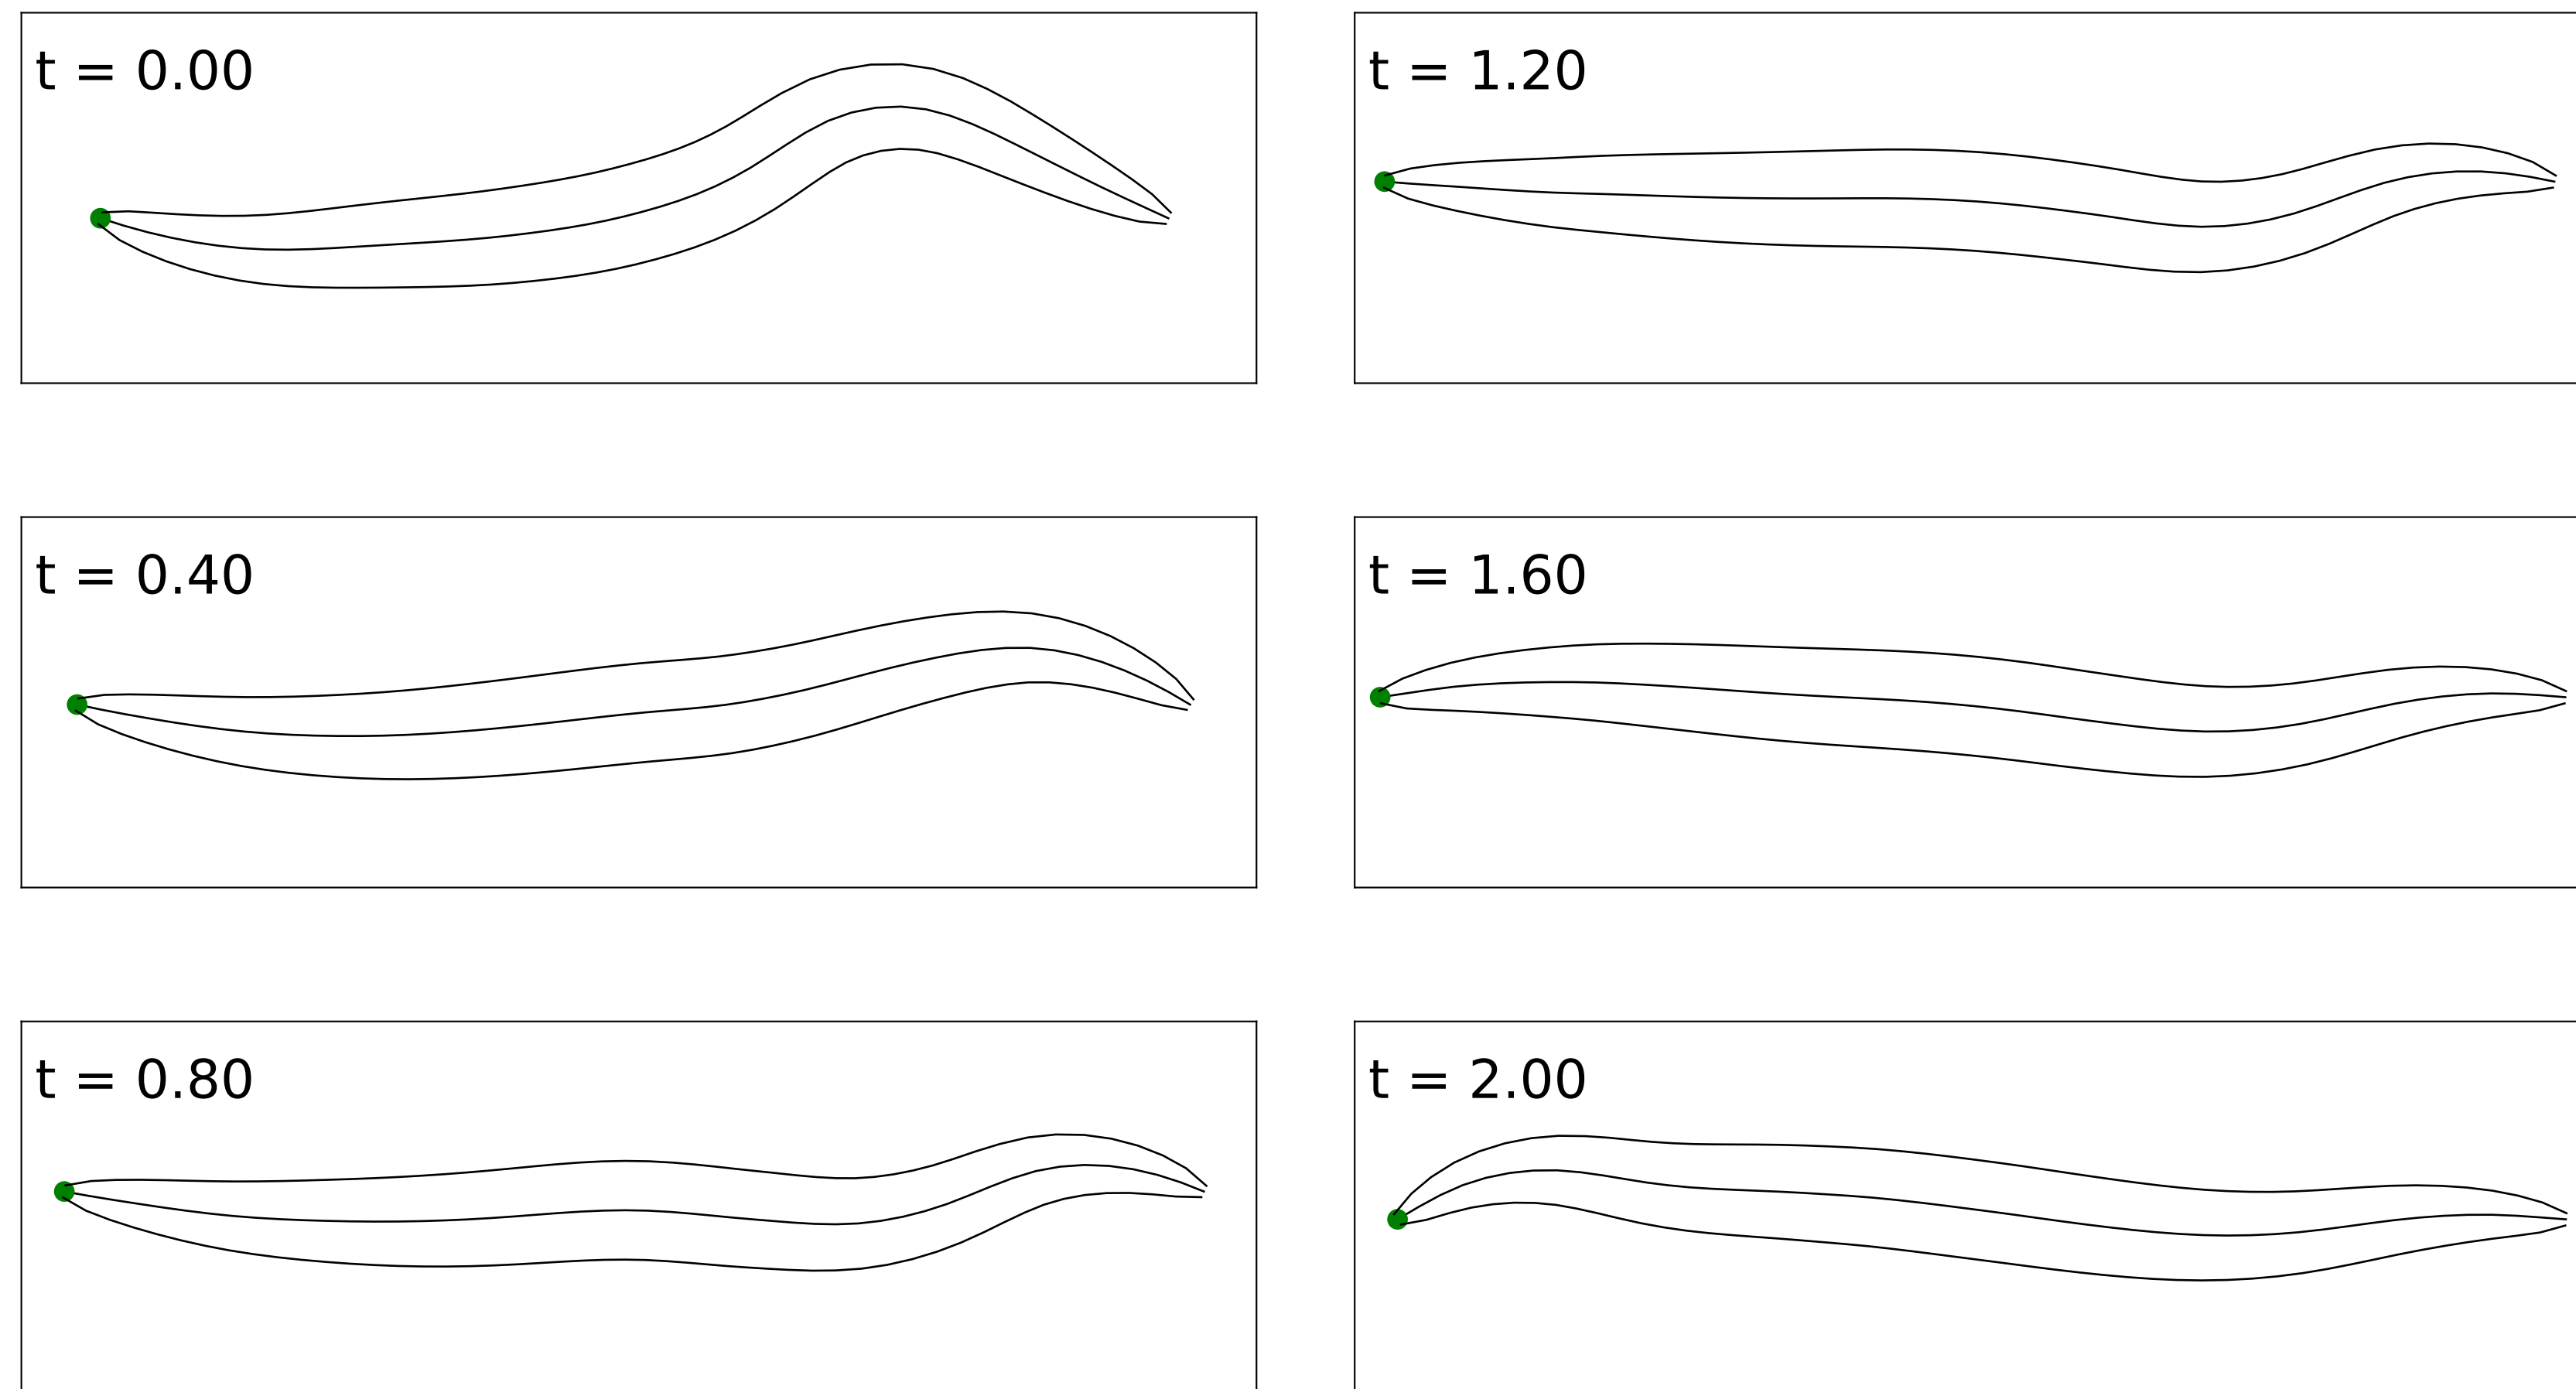 t = 0.00
t = 1.20
t = 0.40
t = 1.60
t = 0.80
t = 2.00